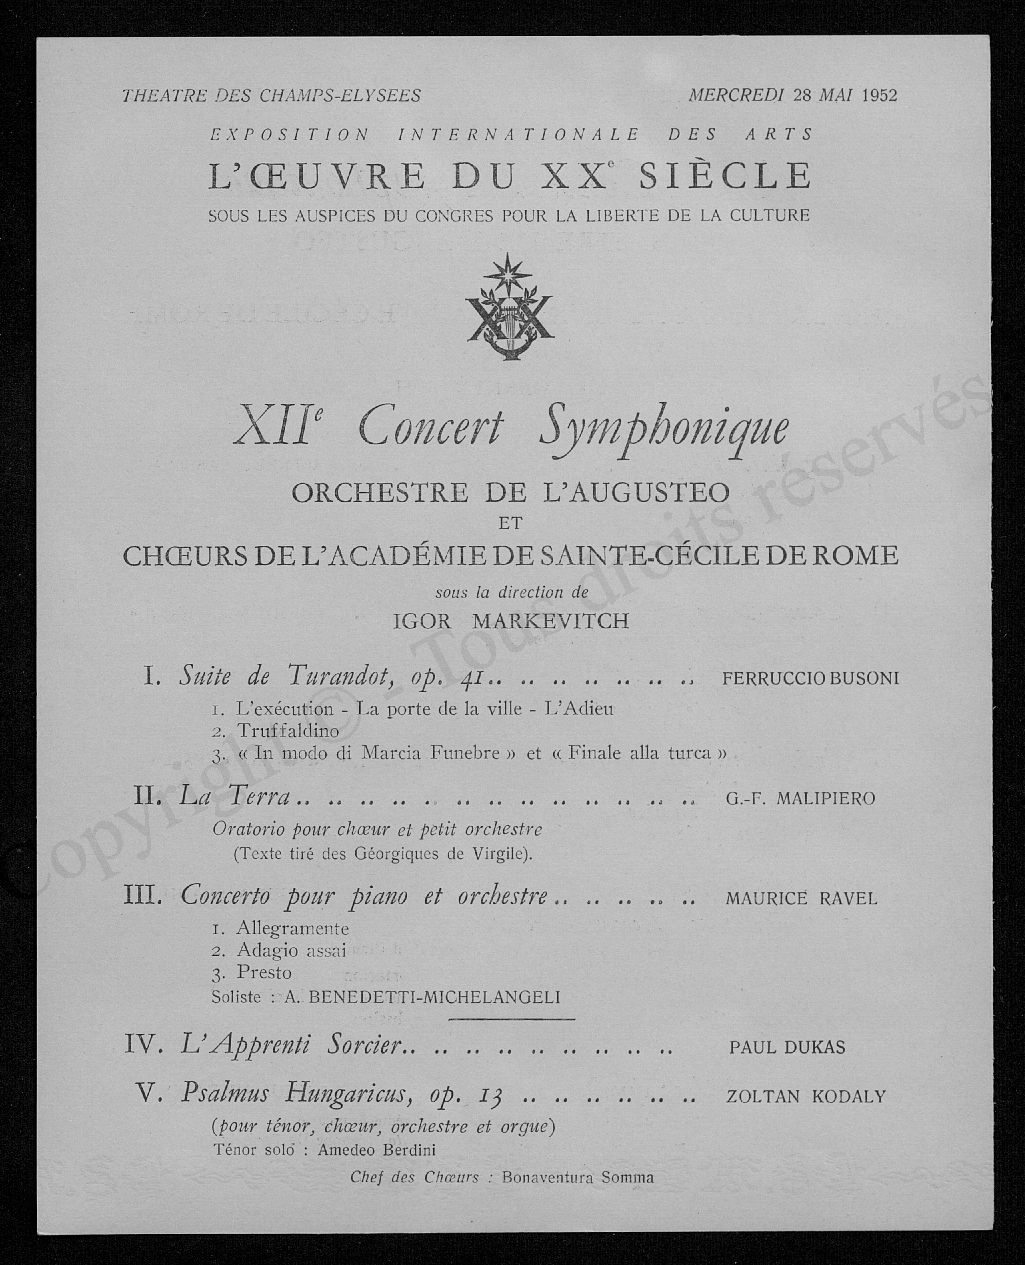 THEATRE DES CHAMPS-ELYSEES MERCREDI 28 MAI 1952
EXPOSITION INTERNATIONALE DES ARTS
L'ŒUVRE DU XXe SIÈCLE
SOUS LES AUSPICES DU CONGRES POUR LA LIBERTE DE LA CULTURE
XX
XIIe Concert Symphonique
ORCHESTRE DE L'AUGUSTEO
ET
CHŒURS DE L'ACADÉMIE DE SAINTE-CÉCILE DE ROME
sous la direction de
IGOR MARKEVITCH
I. Suite de Turandot, op. 41.. .. .. .. .. .. .. FERRUCCIO BUSONI
1. L'exécution - La porte de la ville - L'Adieu
2. Truffaldino
3. « In modo di Marcia Funebre » et « Finale alla turca »
II. La Terra.. .. .. .. .. .. .. .. .. .. .. .. .. G.-F. MALIPIERO
Oratorio pour chœur et petit orchestre
(Texte tiré des Géorgiques de Virgile).
III. Concerto pour piano et orchestre.. .. .. .. .. MAURICE RAVEL
1. Allegramente
2. Adagio assai
3. Presto
Soliste : A. BENEDETTI-MICHELANGELI
IV. L'Apprenti Sorcier.. .. .. .. .. .. .. .. .. PAUL DUKAS
V. Psalmus Hungaricus, op. 13 .. .. .. .. .. .. ZOLTAN KODALY
(pour ténor, chœur, orchestre et orgue)
Ténor solo : Amedeo Berdini
Chef des Chœurs : Bonaventura Somma
Copyright © - Tous droits réservés.